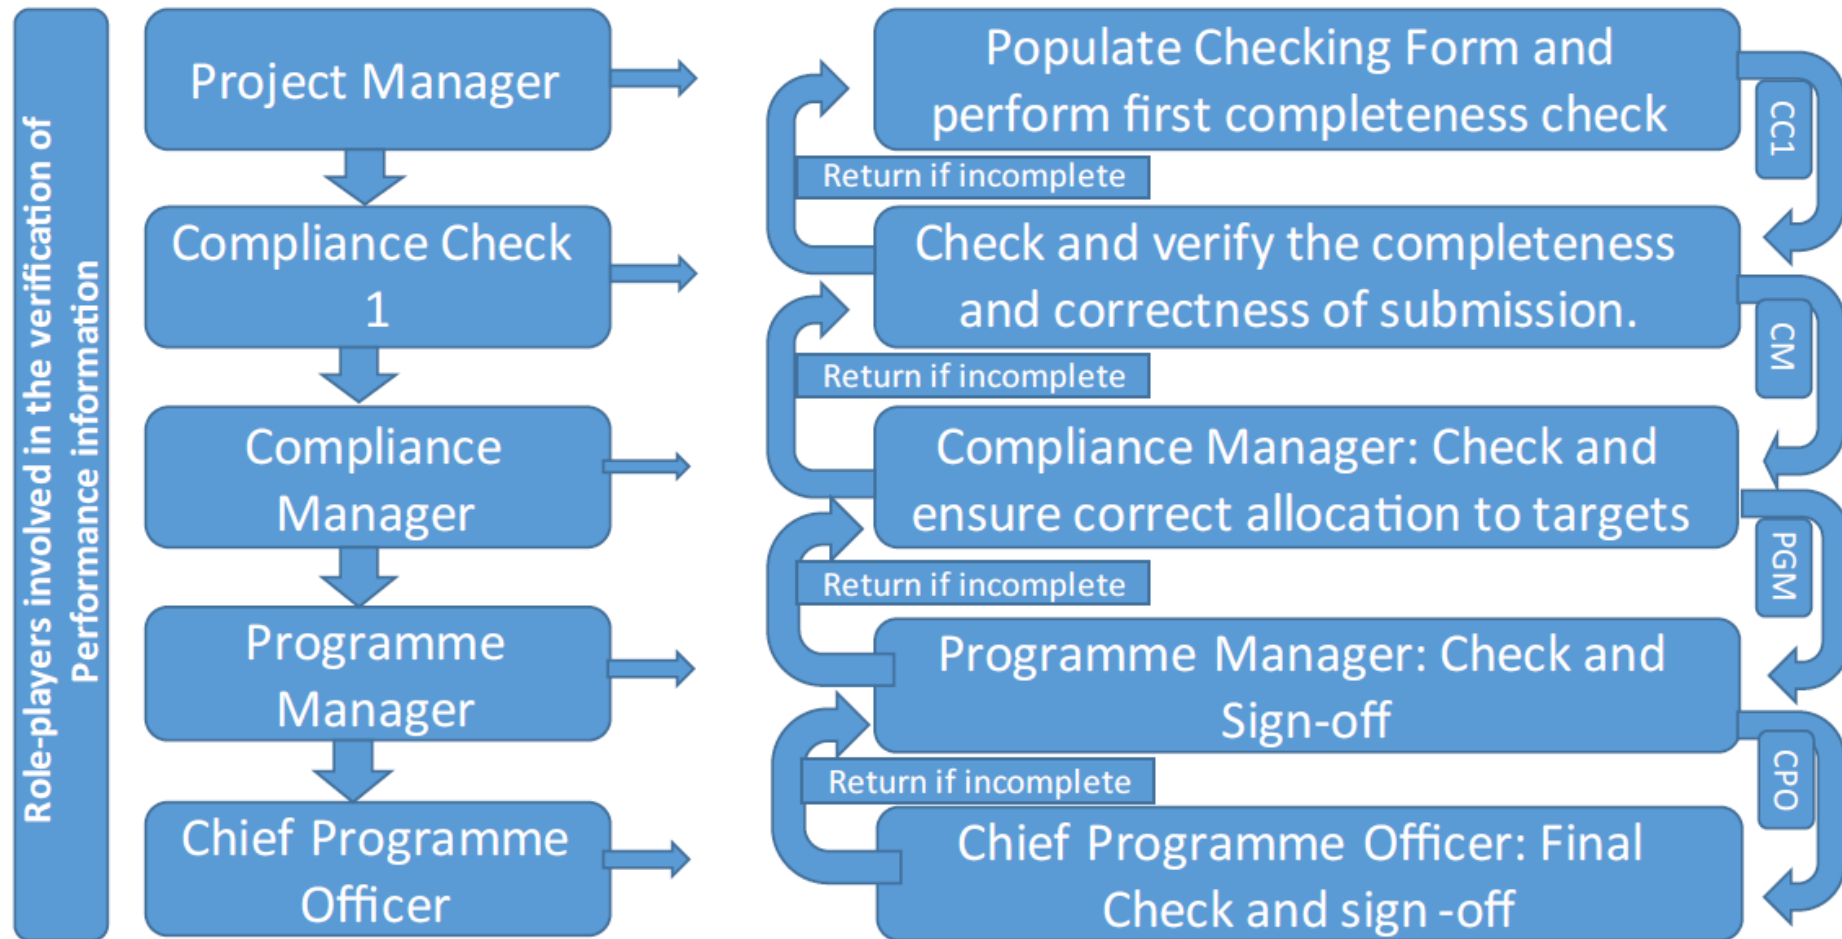 Role-players involved in the verification of
Performance information
Project Manager
Populate Checking Form and
perform first completeness check
CC1
Return if incomplete
Compliance Check
1
Check and verify the completeness
and correctness of submission.
CM
Return if incomplete
Compliance
Manager
Compliance Manager: Check and
ensure correct allocation to targets
PGM
Return if incomplete
Programme
Manager
Programme Manager: Check and
Sign-off
CPO
Return if incomplete
Chief Programme
Officer
Chief Programme Officer: Final
Check and sign -off